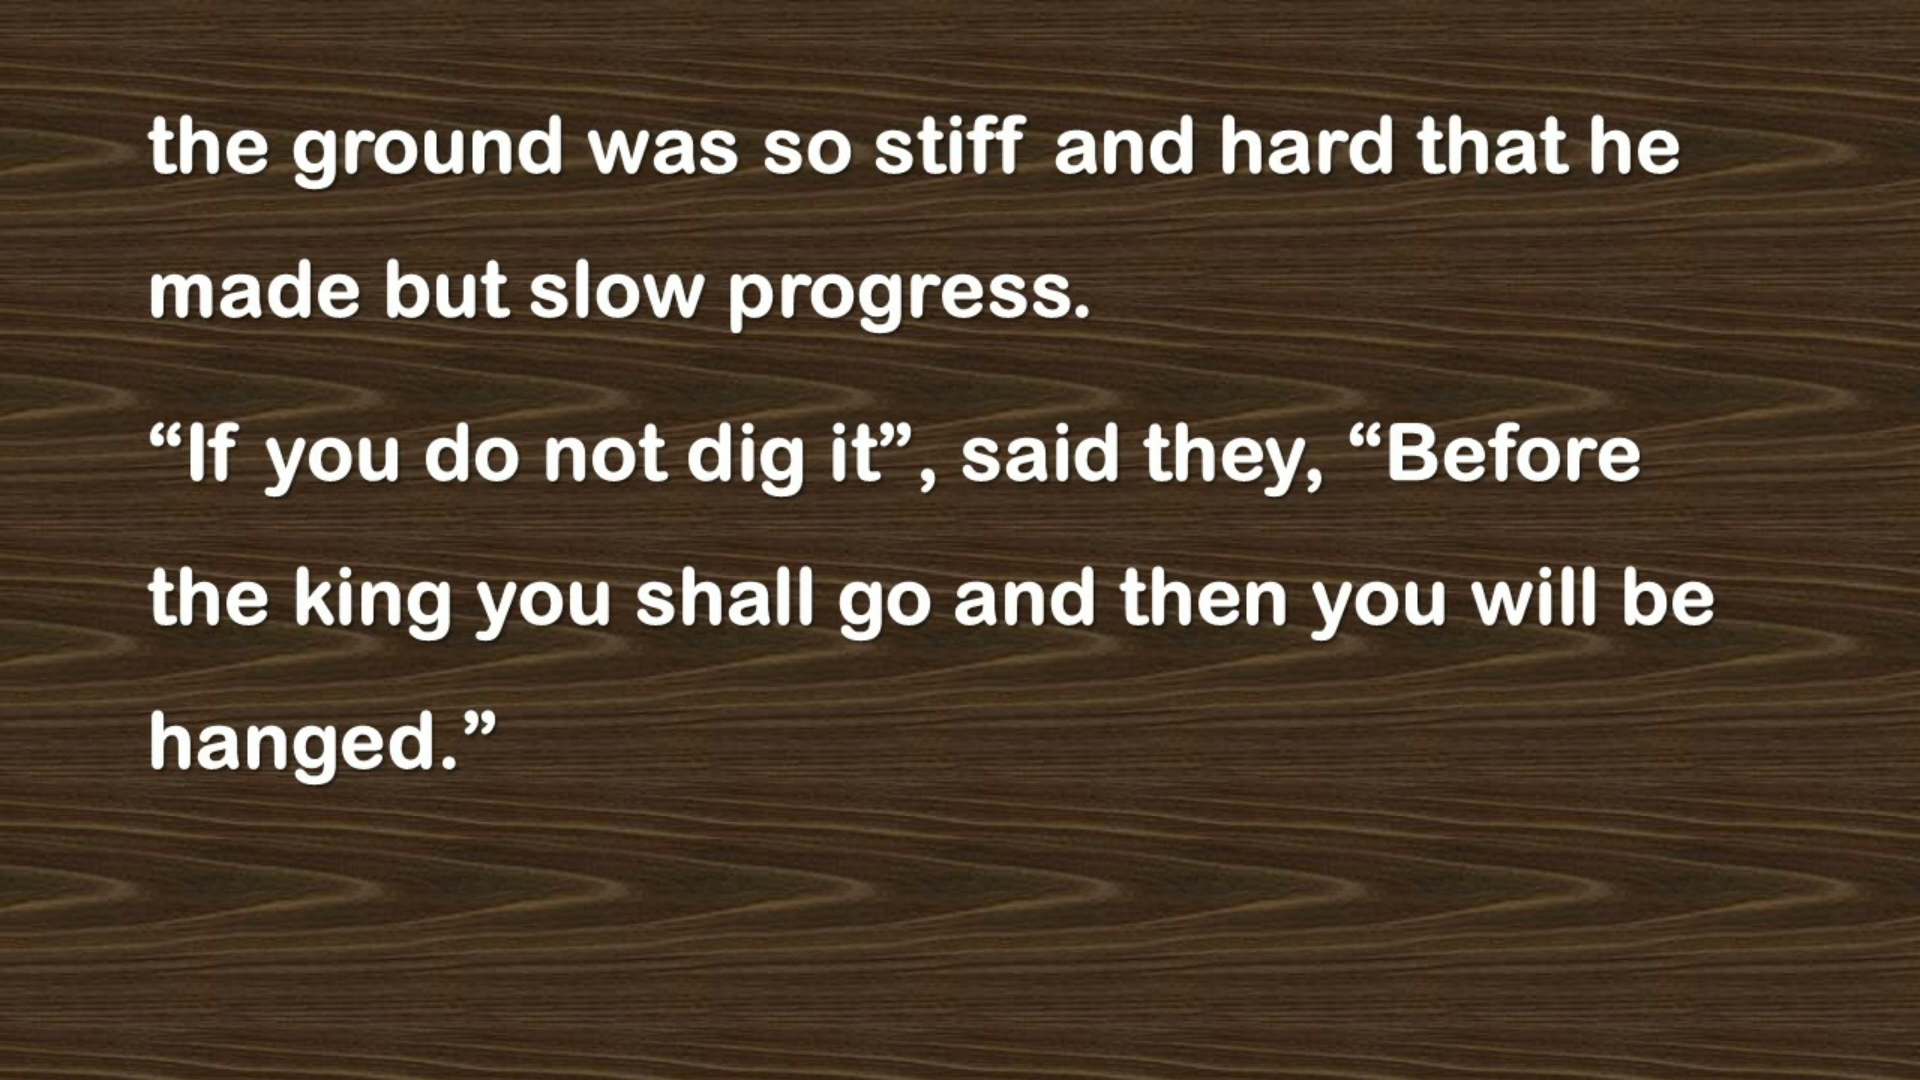 the ground was so stiff and hard that he
made but slow progress.
“If you do not dig it”, said they, “Before
the king you shall go and then you will be
hanged.”